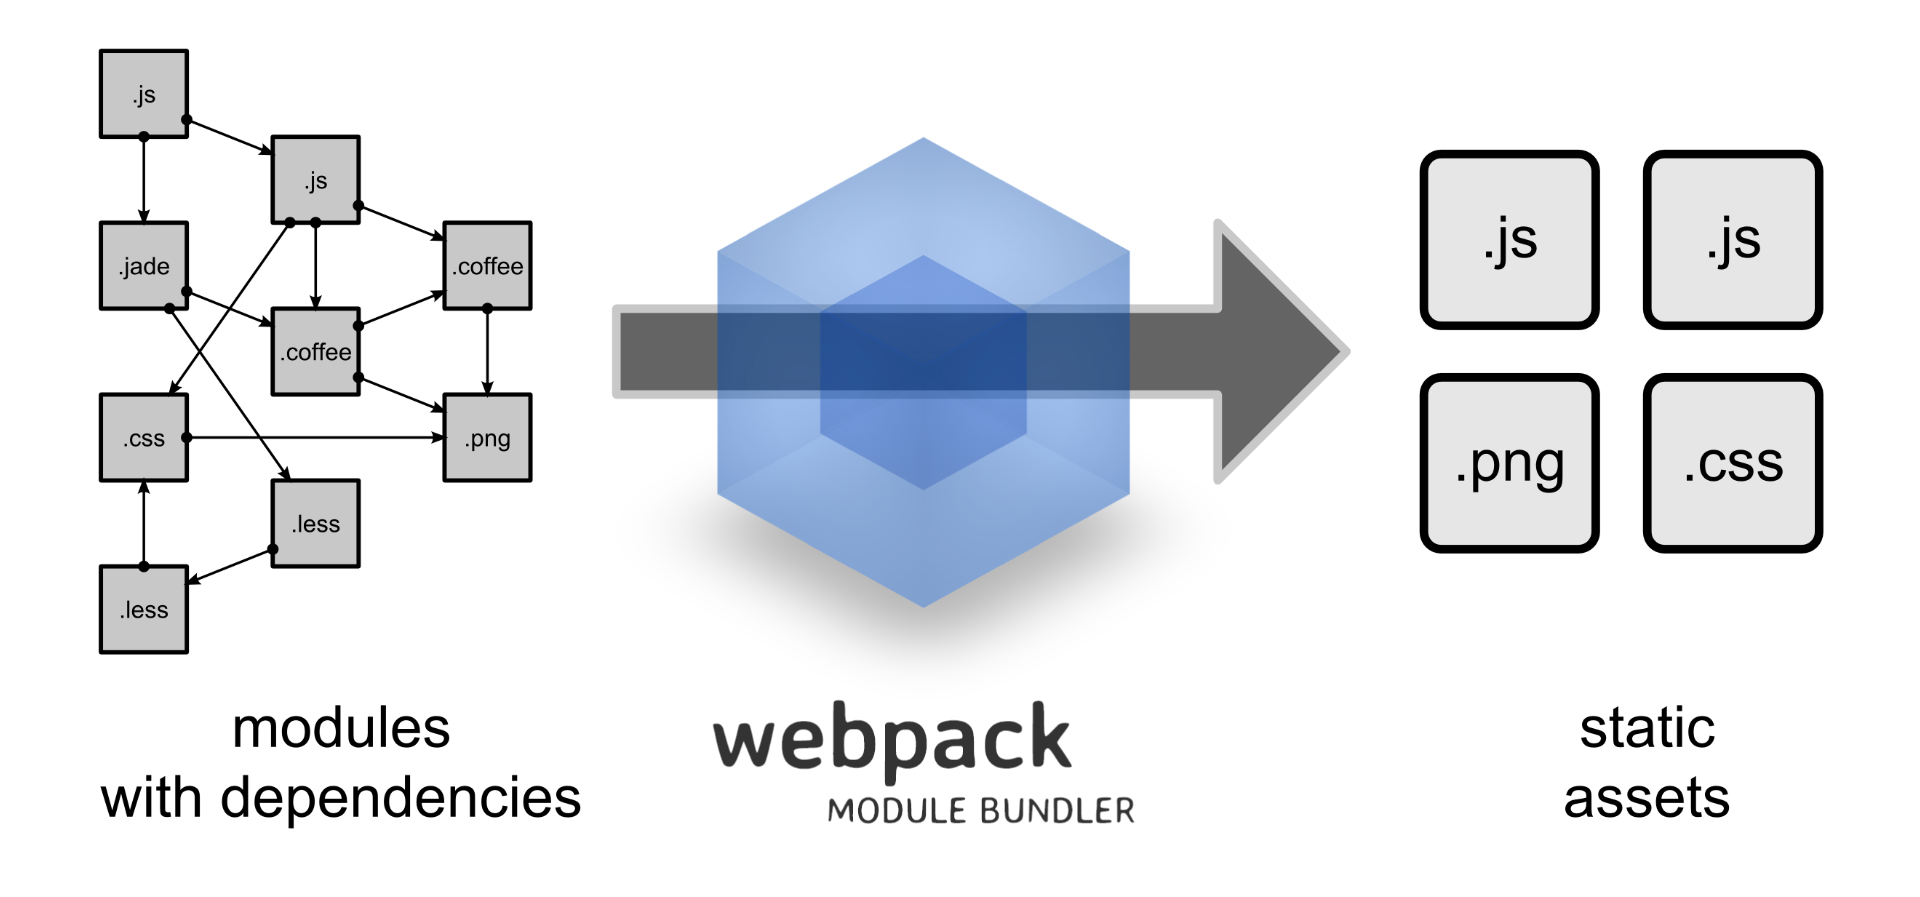 .js
.js
.jade
.coffee
.coffee
.css
.png
.less
.less
modules
with dependencies
webpack
MODULE BUNDLER
.js
.js
.png
.css
static
assets